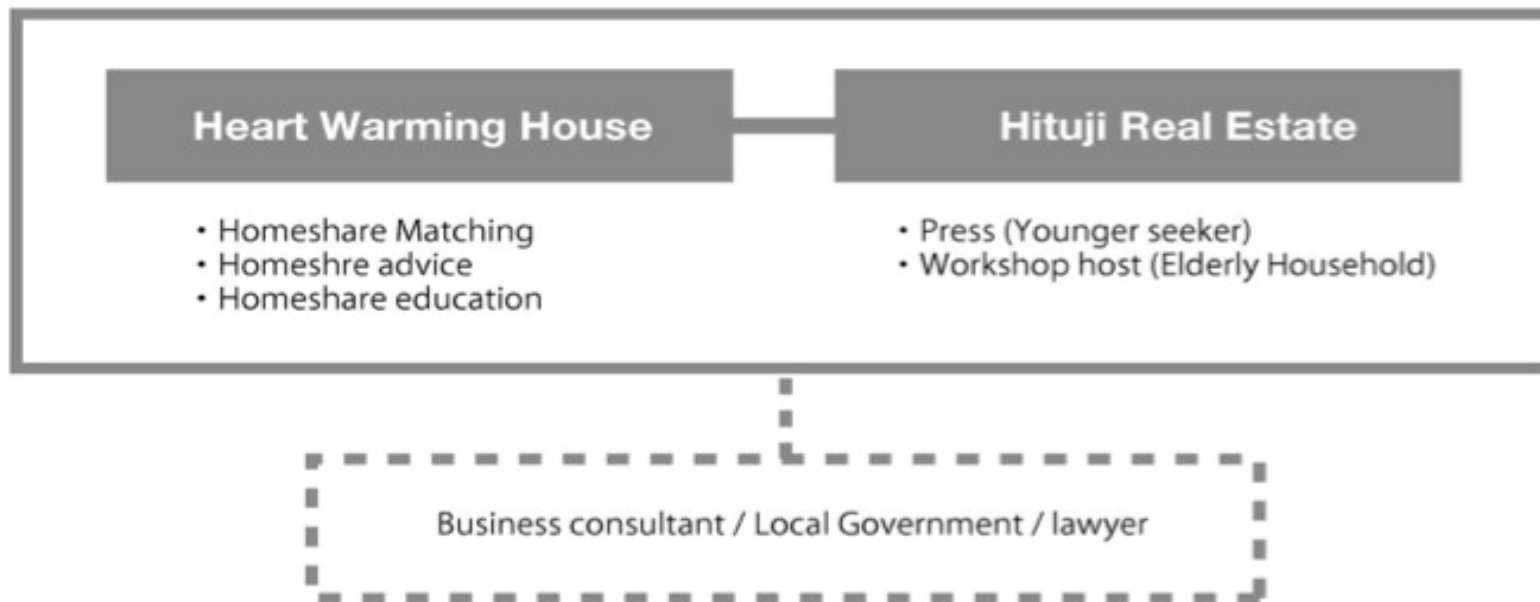 Heart Warming House
Hituji Real Estate
・Homeshare Matching
・Homeshre advice
・Homeshare education
・Press (Younger seeker)
・Workshop host (Elderly Household)
Business consultant / Local Government / lawyer